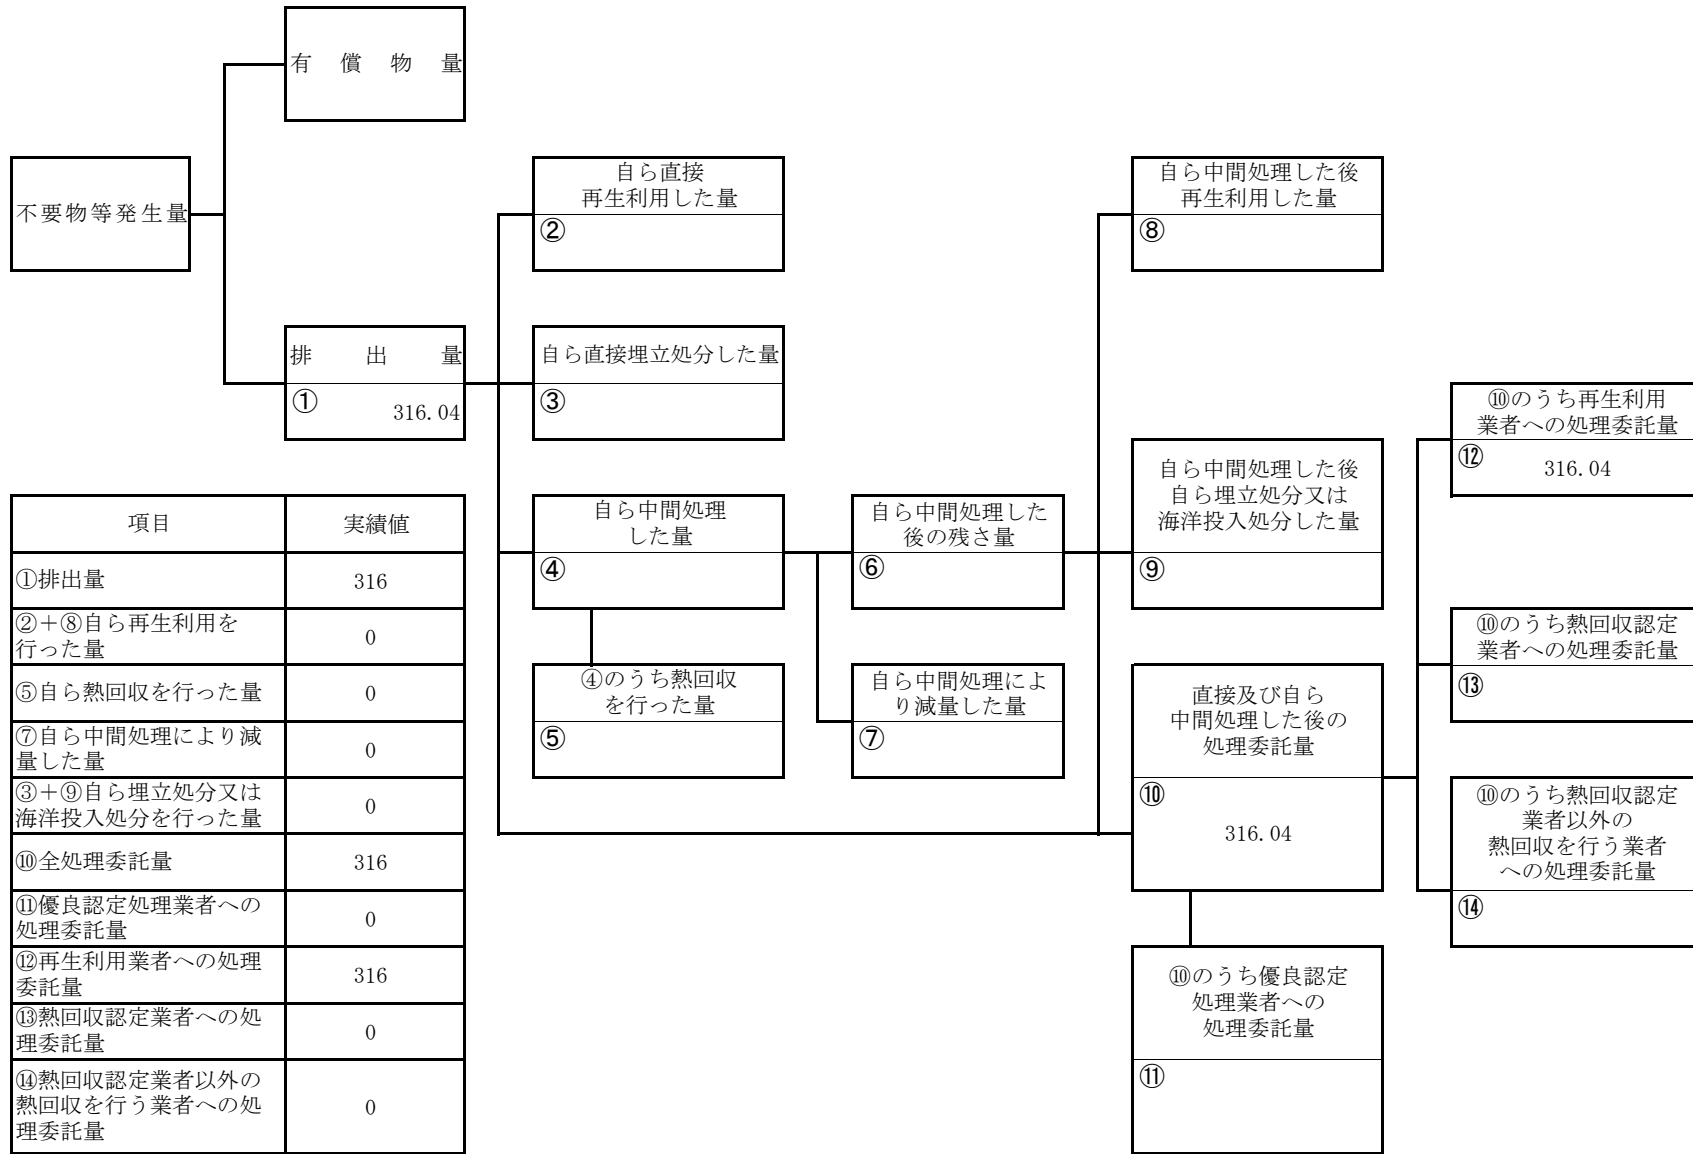 有償物量
不要物等発生量
排出量
①
316.04
自ら直接
再生利用した量
②
自ら直接埋立処分した量
③
自ら中間処理
した量
④
④のうち熱回収
を行った量
⑤
自ら中間処理した
後の残さ量
⑥
自ら中間処理によ
り減量した量
⑦
自ら中間処理した後
再生利用した量
⑧
自ら中間処理した後
自ら埋立処分又は
海洋投入処分した量
⑨
直接及び自ら
中間処理した後の
処理委託量
⑩
316.04
⑩のうち優良認定
処理業者への
処理委託量
⑪
⑩のうち再生利用
業者への処理委託量
⑫
316.04
⑩のうち熱回収認定
業者への処理委託量
⑬
⑩のうち熱回収認定
業者以外の
熱回収を行う業者
への処理委託量
⑭
項目 実績値
①排出量 316
②＋⑧自ら再生利用を
行った量 0
⑤自ら熱回収を行った量 0
⑦自ら中間処理により減
量した量 0
③＋⑨自ら埋立処分又は
海洋投入処分を行った量 0
⑩全処理委託量 316
⑪優良認定処理業者への
処理委託量 0
⑫再生利用業者への処理
委託量 316
⑬熱回収認定業者への処
理委託量 0
⑭熱回収認定業者以外の
熱回収を行う業者への処
理委託量 0